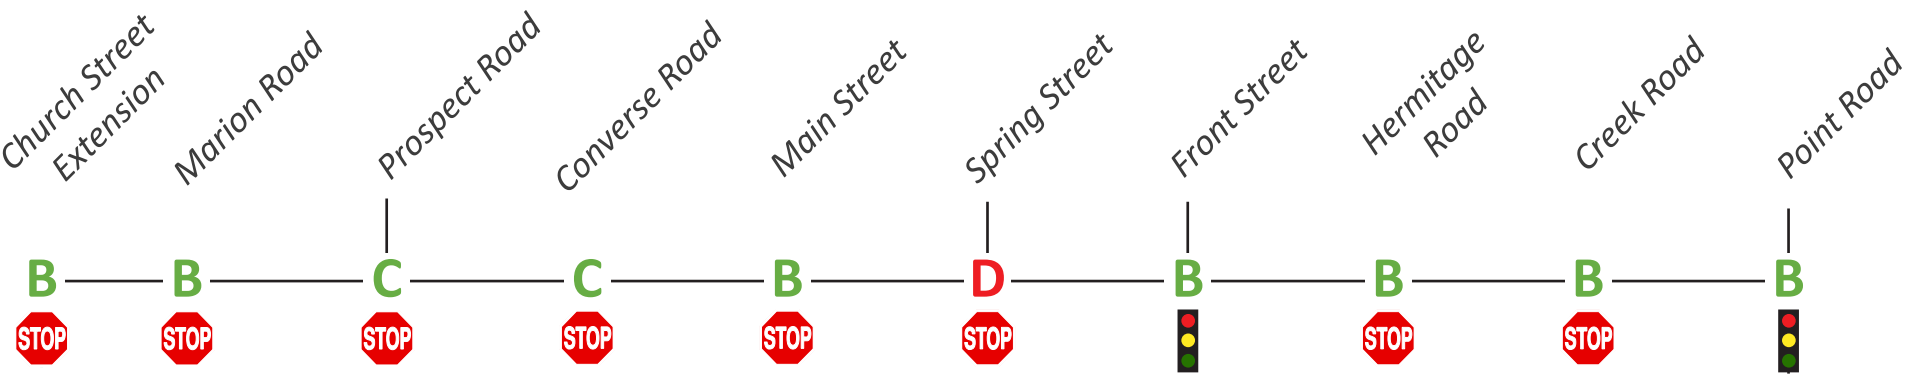 Church Street
Extension
Marion Road
Prospect Road
Converse Road
Main Street
Spring Street
Front Street
Hermitage
Road
Creek Road
Point Road
B B C C B D B B B B
STOP STOP STOP STOP STOP STOP STOP STOP